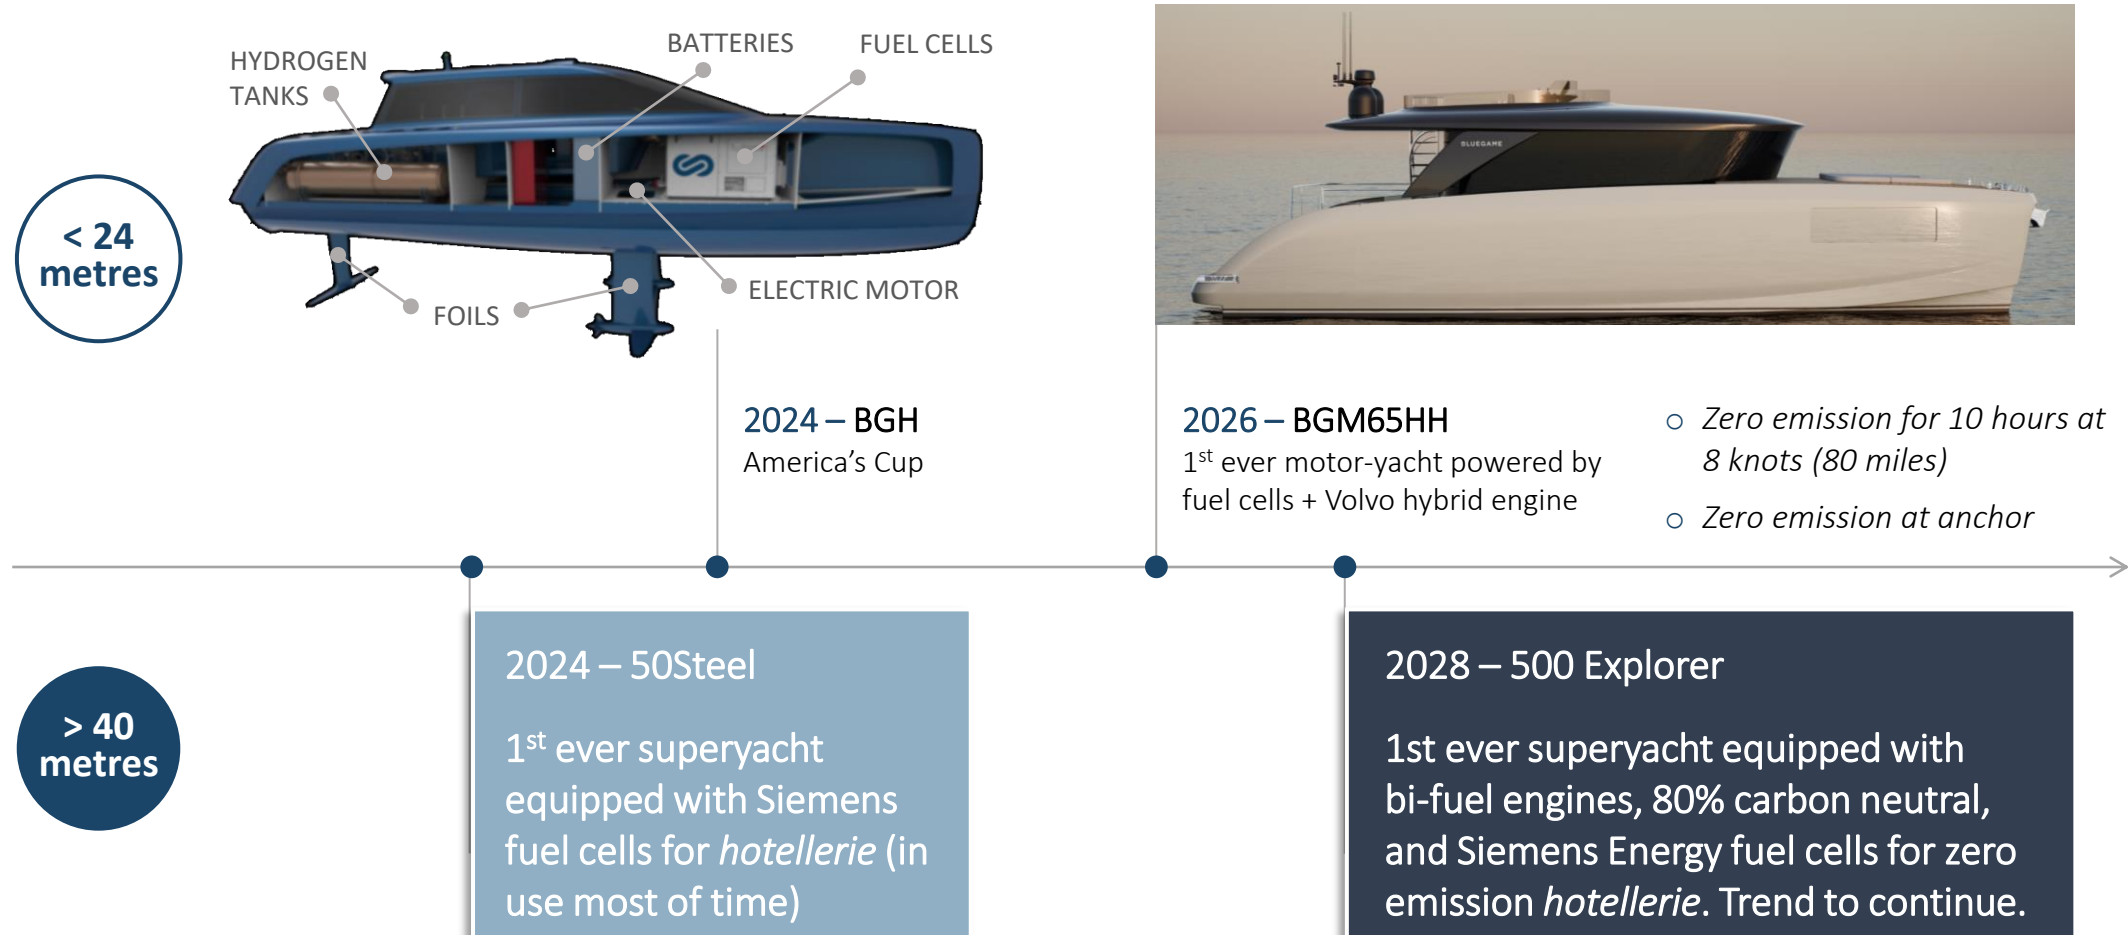 HYDROGEN
TANKS
BATTERIES
FUEL CELLS
FOILS
ELECTRIC MOTOR
BLUEGAME
< 24
metres
2024 – BGH
America’s Cup
2026 – BGM65HH
1st ever motor-yacht powered by
fuel cells + Volvo hybrid engine
o Zero emission for 10 hours at
8 knots (80 miles)
o Zero emission at anchor
> 40
metres
2024 – 50Steel
1st ever superyacht
equipped with Siemens
fuel cells for hotellerie (in
use most of time)
2028 – 500 Explorer
1st ever superyacht equipped with
bi-fuel engines, 80% carbon neutral,
and Siemens Energy fuel cells for zero
emission hotellerie. Trend to continue.